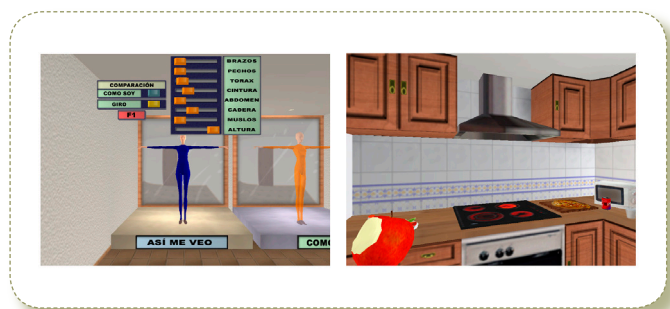 COMPARACIÓN
COMO SOY
GIRO
F1
BRAZOS
PECHOS
TORAX
CINTURA
ABDOMEN
CADERA
MUSLOS
ALTURA
ASÍ ME VEO
COMO